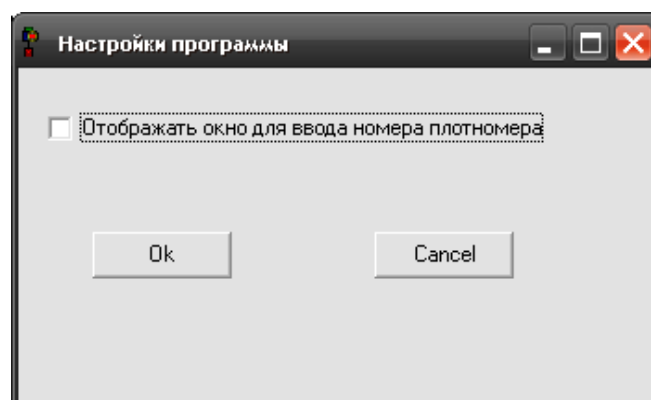 Настройки программы
Отображать окно для ввода номера плотномера
Ok
Cancel